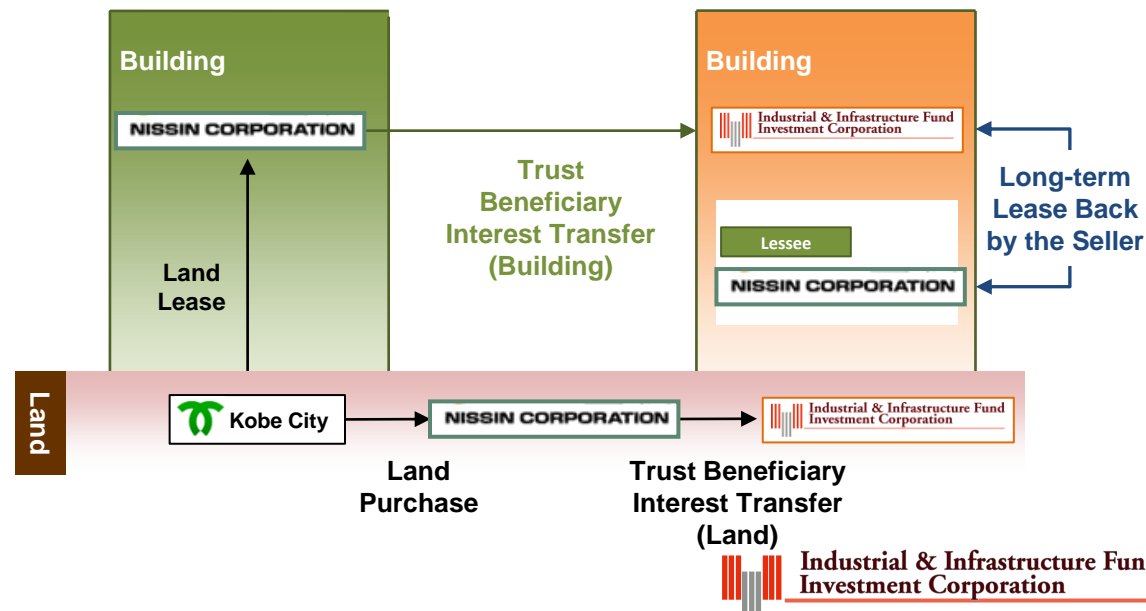 Building
Building
NISSIN CORPORATION
Industrial & Infrastructure Fund
Investment Corporation
Trust
Beneficiary
Interest Transfer
(Building)
Long-term
Lease Back
by the Seller
Land
Lease
Lessee
NISSIN CORPORATION
Land
Kobe City
NISSIN CORPORATION
Industrial & Infrastructure Fund
Investment Corporation
Land
Purchase
Trust Beneficiary
Interest Transfer
(Land)
Industrial & Infrastructure Fun
Investment Corporation